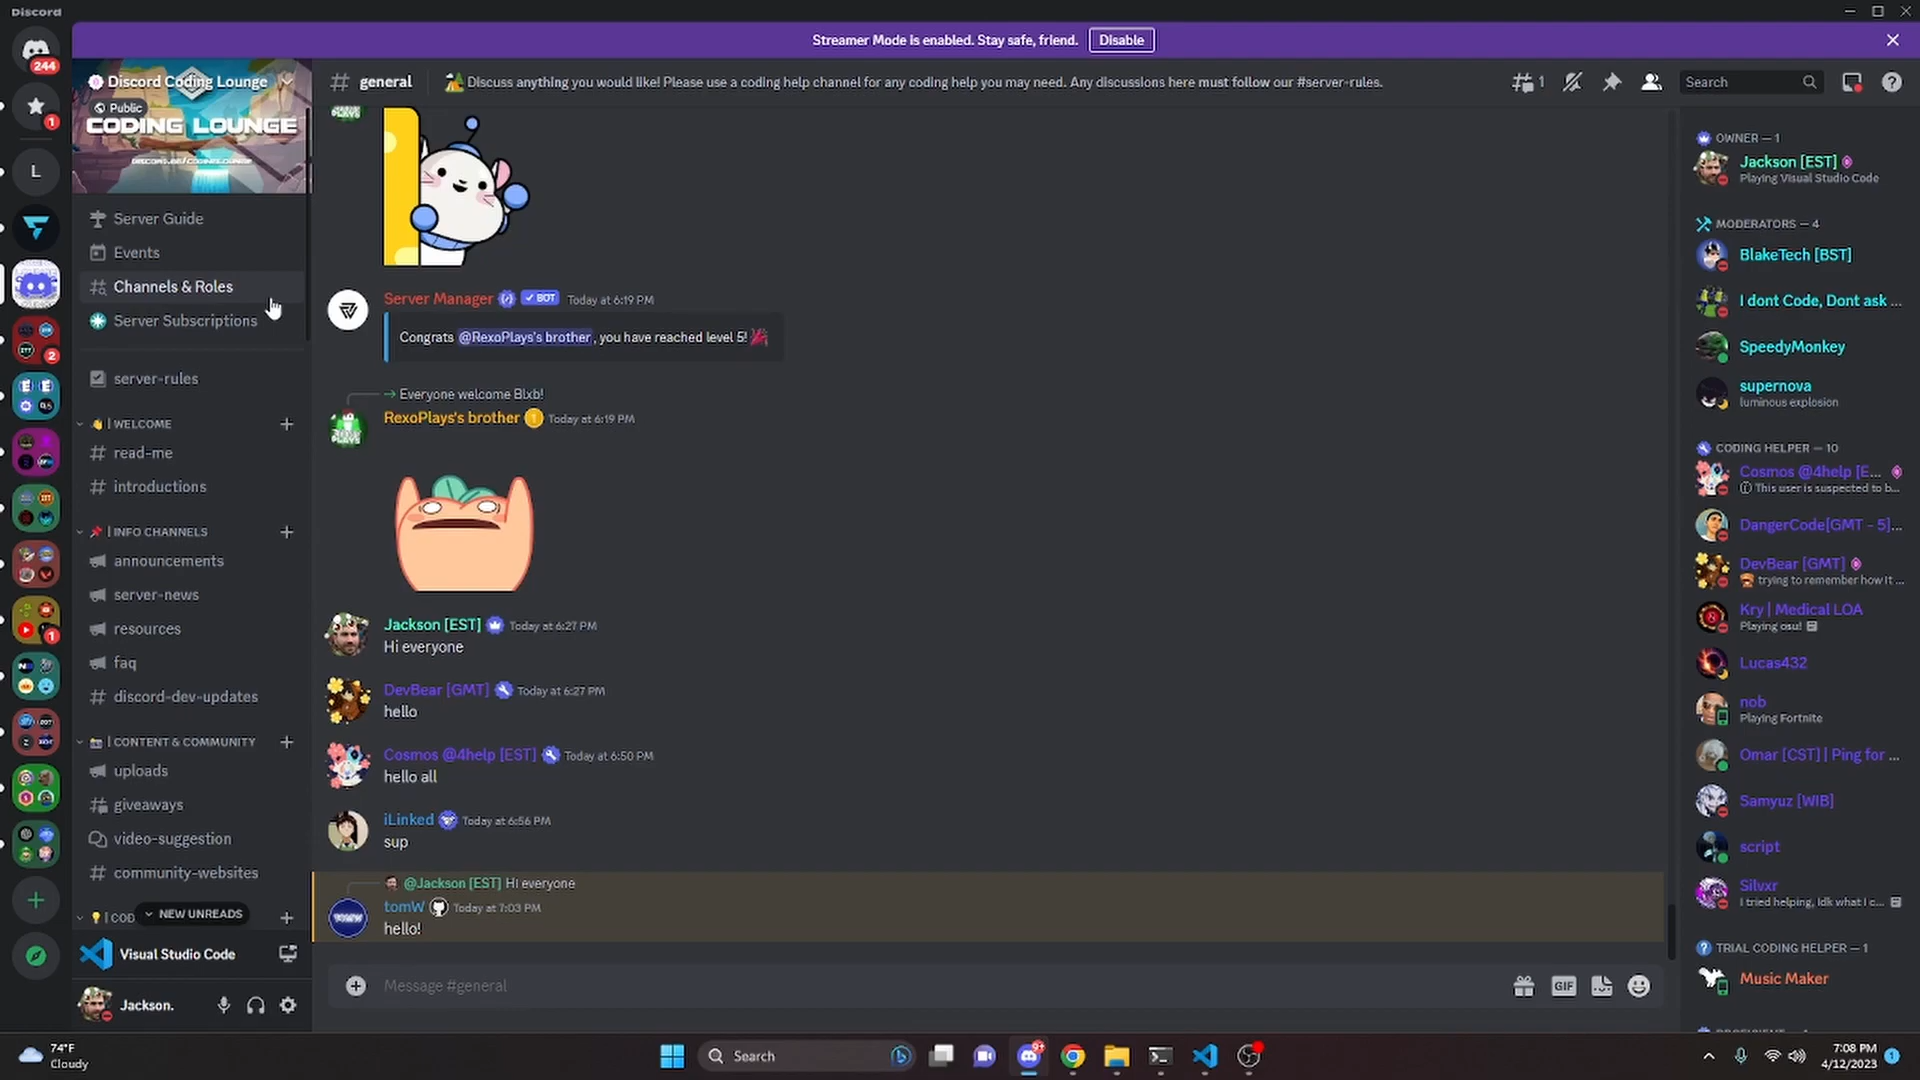 Discord
Streamer Mode is enabled. Stay safe, friend.
Disable
244
1
L
2
1
Discord Coding Lounge
Public
CODING LOUNGE
Server Guide
Events
Channels & Roles
Server Subscriptions
server-rules
| WELCOME
read-me
introductions
| INFO CHANNELS
announcements
server-news
resources
faq
discord-dev-updates
| CONTENT & COMMUNITY
uploads
giveaways
video-suggestion
community-websites
| COD
NEW UNREADS
Visual Studio Code
Jackson.
# general
Discuss anything you would like! Please use a coding help channel for any coding help you may need. Any discussions here must follow our #server-rules.
1
Search
Server Manager
BOT
Today at 6:19 PM
Congrats @RexoPlays's brother, you have reached level 5!
Everyone welcome Blxb!
RexoPlays's brother
Today at 6:19 PM
Jackson [EST]
Today at 6:27 PM
Hi everyone
DevBear [GMT]
Today at 6:27 PM
hello
Cosmos @4help [EST]
Today at 6:50 PM
hello all
iLinked
Today at 6:56 PM
sup
@Jackson [EST] Hi everyone
TOMW
tomW
Today at 7:03 PM
hello!
Message #general
GIF
OWNER — 1
Jackson [EST]
Playing Visual Studio Code
MODERATORS — 4
BlakeTech [BST]
I dont Code, Dont ask ...
SpeedyMonkey
supernova
luminous explosion
CODING HELPER — 10
Cosmos @4help [E...
This user is suspected to b...
DangerCode[GMT - 5]...
DevBear [GMT]
trying to remember how it ...
Kry | Medical LOA
Playing osu!
Lucas432
nob
Playing Fortnite
Omar [CST] | Ping for ...
Samyuz [WIB]
script
Silvxr
I tried helping, Idk what I c...
TRIAL CODING HELPER — 1
Music Maker
74°F
Cloudy
Search
9+
7:08 PM
4/12/2023
1